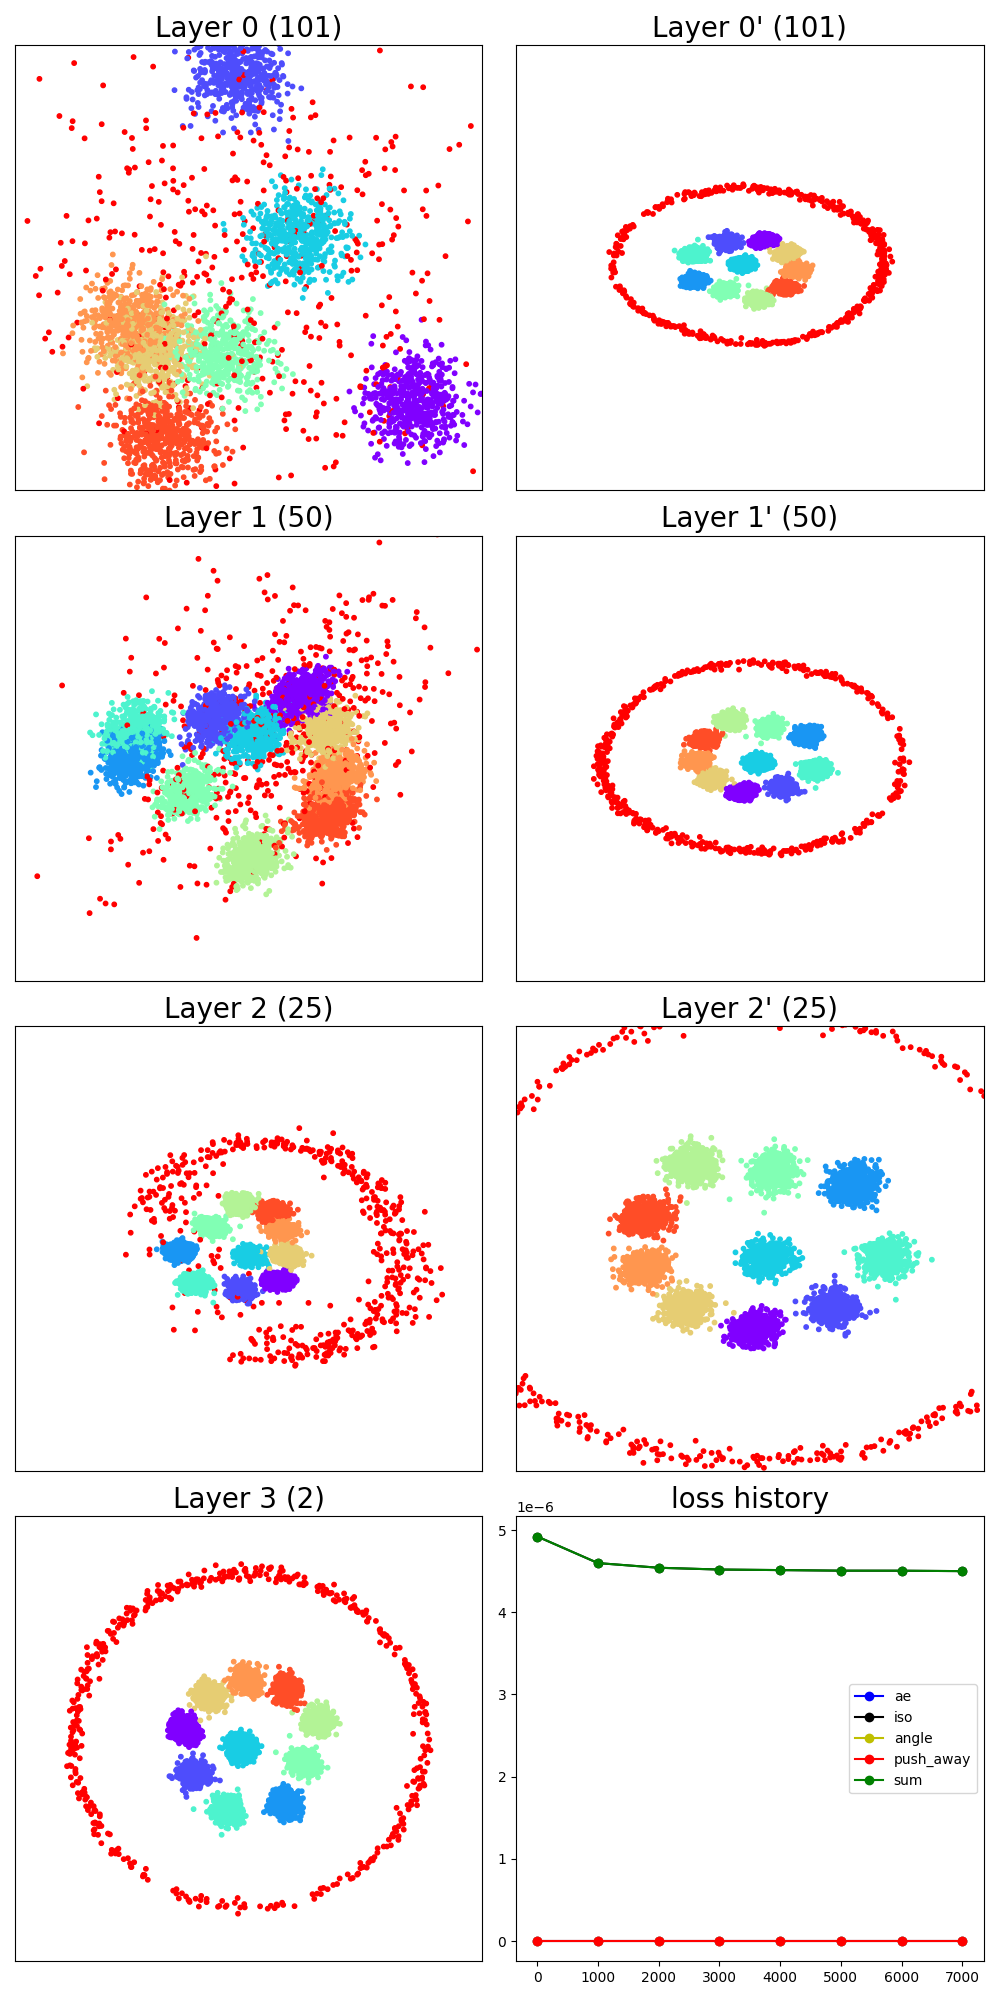 Layer 0 (101)
Layer 0' (101)
Layer 1 (50)
Layer 1' (50)
Layer 2 (25)
Layer 2' (25)
Layer 3 (2)
loss history
1e−6
5
4
3
2
1
0
ae
iso
angle
push_away
sum
0 1000 2000 3000 4000 5000 6000 7000